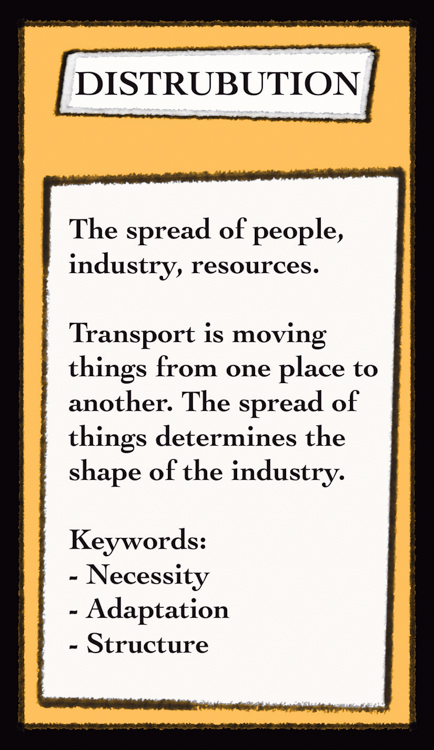 DISTRUBUTION
The spread of people,
industry, resources.
Transport is moving
things from one place to
another. The spread of
things determines the
shape of the industry.
Keywords:
- Necessity
- Adaptation
- Structure